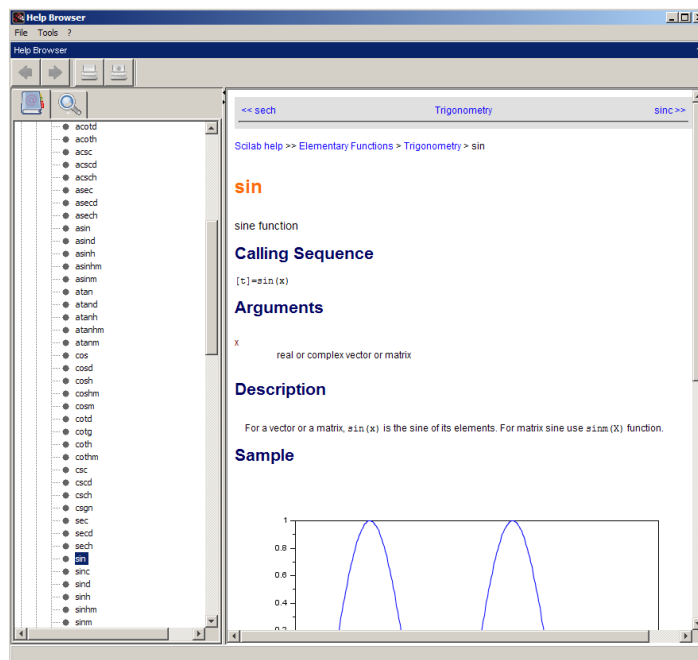 Help Browser
File Tools ?
Help Browser
acotd
acoth
acsc
acscd
acsch
asec
asecd
asech
asin
asind
asinh
asinhm
asinm
atan
atand
atanh
atanhm
atanm
cos
cosd
cosh
coshm
cosm
cotd
cotg
coth
cothm
csc
cscd
csch
csgn
sec
secd
sech
sin
sinc
sind
sinh
sinhm
sinm
<< sech Trigonometry sinc >>
Scilab help >> Elementary Functions > Trigonometry > sin
sin
sine function
Calling Sequence
[t]=sin(x)
Arguments
x
real or complex vector or matrix
Description
For a vector or a matrix, sin(x) is the sine of its elements. For matrix sine use sinm(X) function.
Sample
1
0.8
0.6
0.4
0.2